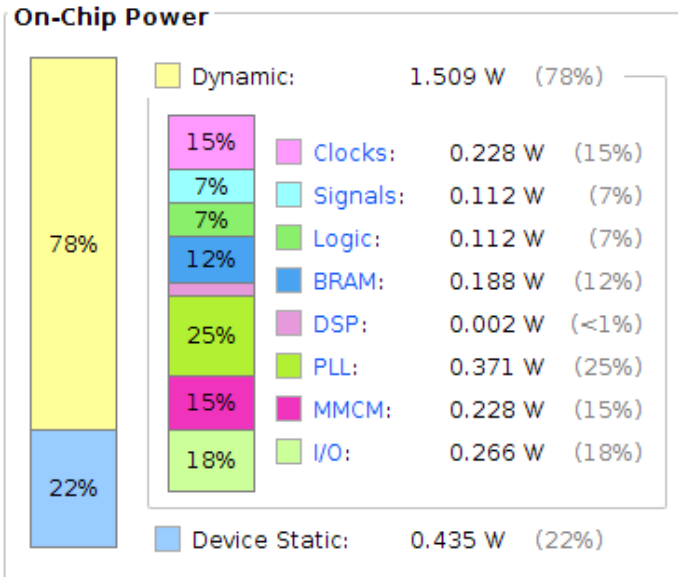 On-Chip Power
Dynamic: 1.509 W (78%)
78%
22%
15%
7%
7%
12%
25%
15%
18%
Clocks: 0.228 W (15%)
Signals: 0.112 W (7%)
Logic: 0.112 W (7%)
BRAM: 0.188 W (12%)
DSP: 0.002 W (<1%)
PLL: 0.371 W (25%)
MMCM: 0.228 W (15%)
I/O: 0.266 W (18%)
Device Static: 0.435 W (22%)